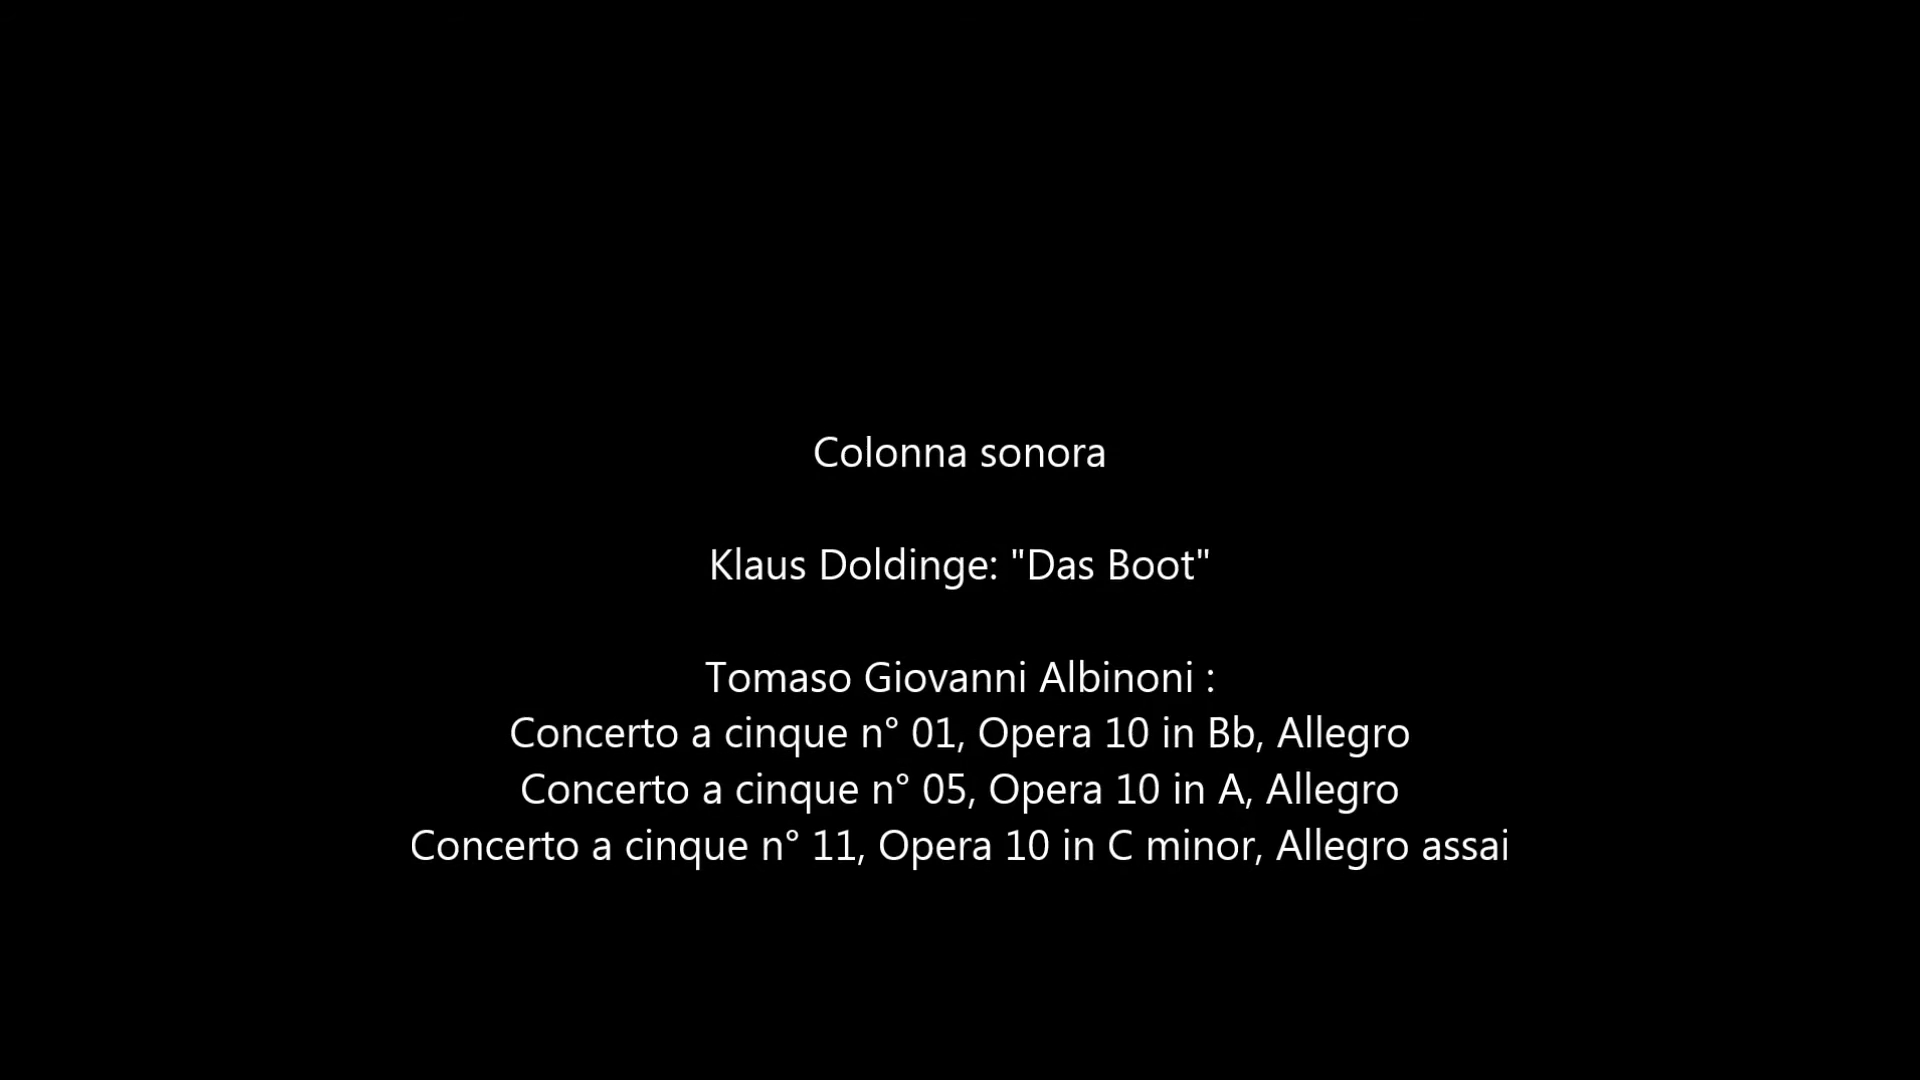 Colonna sonora
Klaus Doldinge: "Das Boot"
Tomaso Giovanni Albinoni :
Concerto a cinque n° 01, Opera 10 in Bb, Allegro
Concerto a cinque n° 05, Opera 10 in A, Allegro
Concerto a cinque n° 11, Opera 10 in C minor, Allegro assai